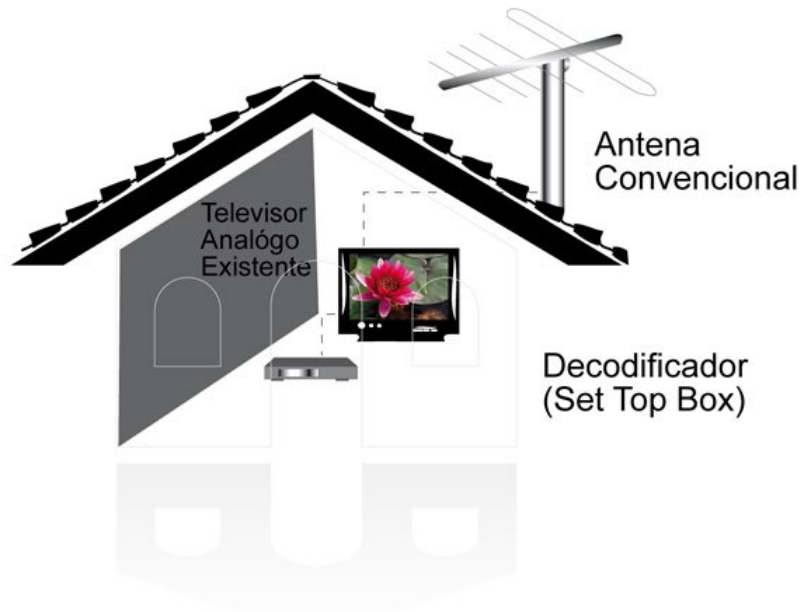 Antena
Convencional
Televisor
Analógo
Existente
Decodificador
(Set Top Box)